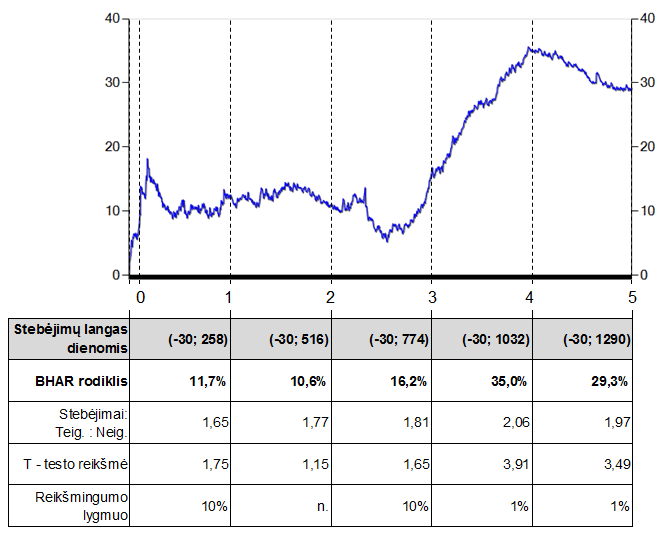 40 40
30 30
20 20
10 10
0 0
0 1 2 3 4 5
Stebėjimų langas
dienomis (-30; 258) (-30; 516) (-30; 774) (-30; 1032) (-30; 1290)
BHAR rodiklis 11,7% 10,6% 16,2% 35,0% 29,3%
Stebėjimai:
Teig. : Neig. 1,65 1,77 1,81 2,06 1,97
T - testo reikšmė 1,75 1,15 1,65 3,91 3,49
Reikšmingumo
lygmuo 10% n. 10% 1% 1%